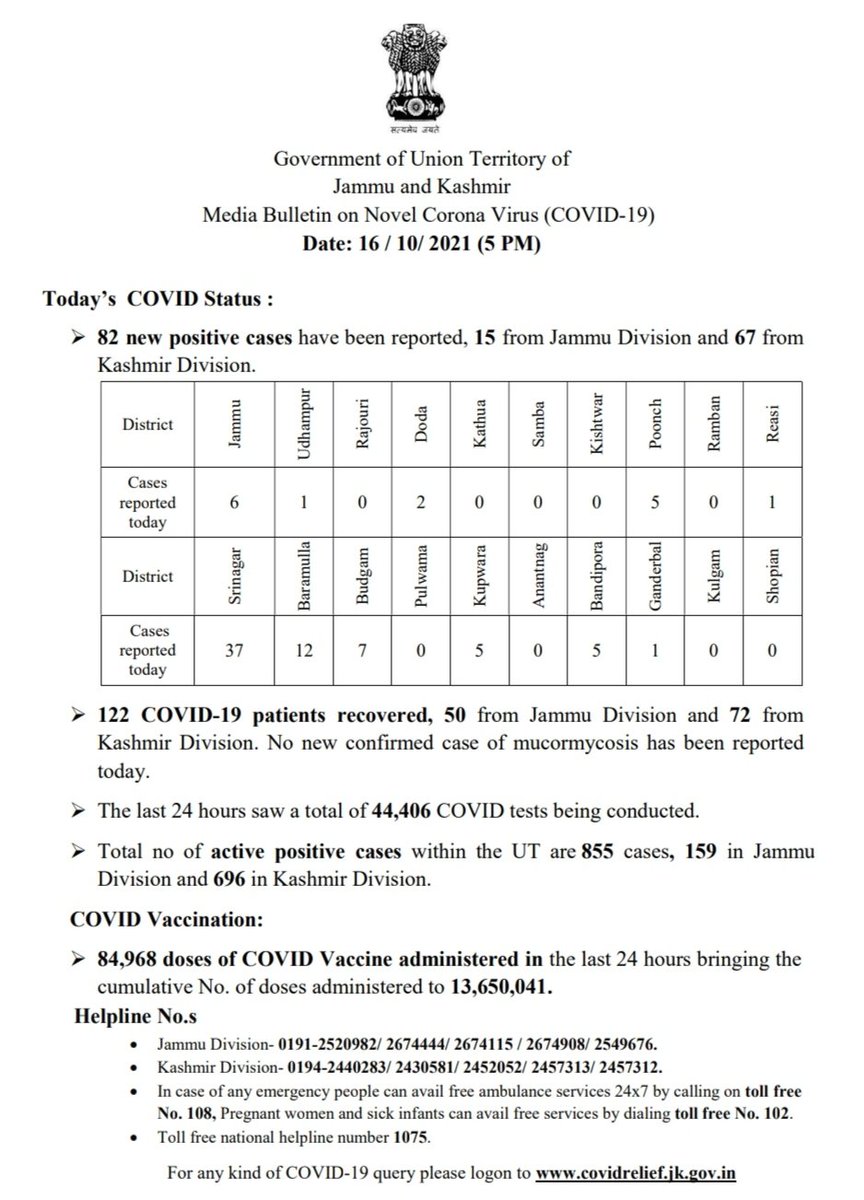 सत्यमेव जयते
Government of Union Territory of
Jammu and Kashmir
Media Bulletin on Novel Corona Virus (COVID-19)
Date: 16 / 10/ 2021 (5 PM)
Today's COVID Status :
➢ 82 new positive cases have been reported, 15 from Jammu Division and 67 from
Kashmir Division.
District Jammu Udhampur Rajouri Doda Kathua Samba Kishtwar Poonch Ramban Reasi
Cases
reported
today
6 1 0 2 0 0 0 5 0 1
District Srinagar Baramulla Budgam Pulwama Kupwara Anantnag Bandipora Ganderbal Kulgam Shopian
Cases
reported
today
37 12 7 0 5 0 5 1 0 0
➢ 122 COVID-19 patients recovered, 50 from Jammu Division and 72 from
Kashmir Division. No new confirmed case of mucormycosis has been reported
today.
➢ The last 24 hours saw a total of 44,406 COVID tests being conducted.
➢ Total no of active positive cases within the UT are 855 cases, 159 in Jammu
Division and 696 in Kashmir Division.
COVID Vaccination:
➢ 84,968 doses of COVID Vaccine administered in the last 24 hours bringing the
cumulative No. of doses administered to 13,650,041.
Helpline No.s
• Jammu Division- 0191-2520982/ 2674444/ 2674115 / 2674908/ 2549676.
• Kashmir Division- 0194-2440283/ 2430581/ 2452052/ 2457313/ 2457312.
• In case of any emergency people can avail free ambulance services 24x7 by calling on toll free
No. 108, Pregnant women and sick infants can avail free services by dialing toll free No. 102.
• Toll free national helpline number 1075.
For any kind of COVID-19 query please logon to www.covidrelief.jk.gov.in